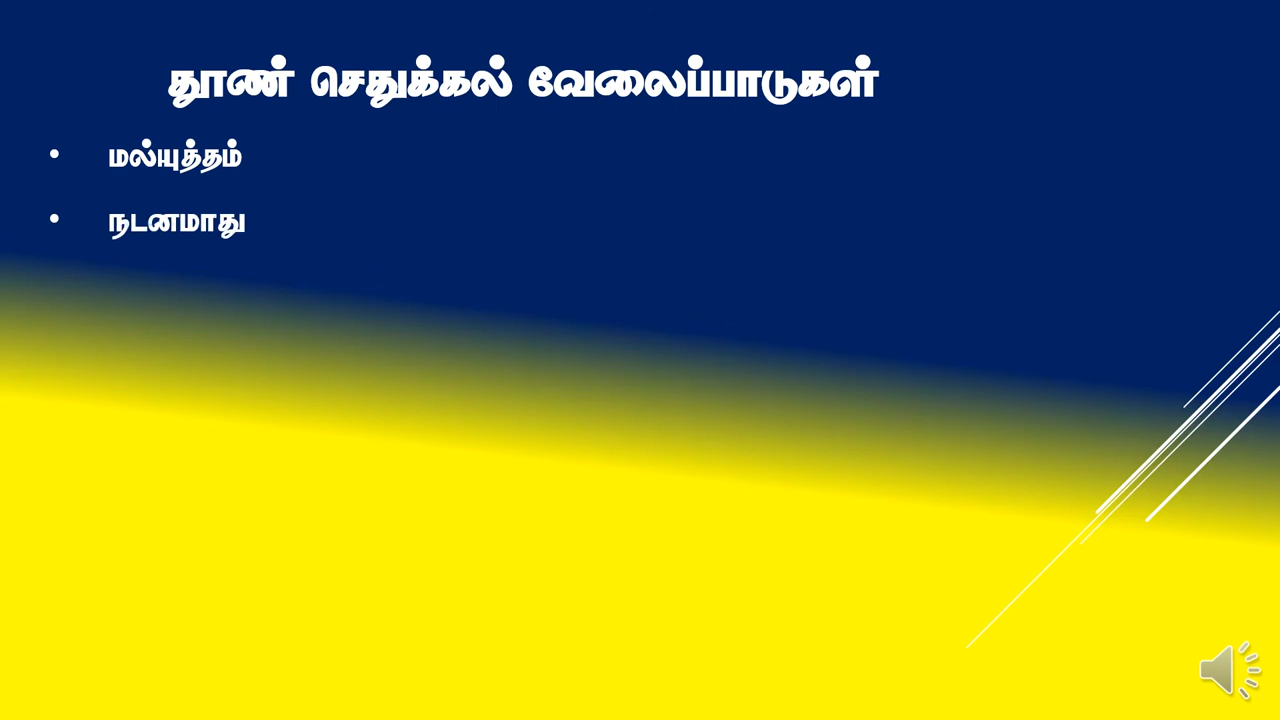 தூண் செதுக்கல் வேலைப்பாடுகள்
• மல்யுத்தம்
• நடனமாது